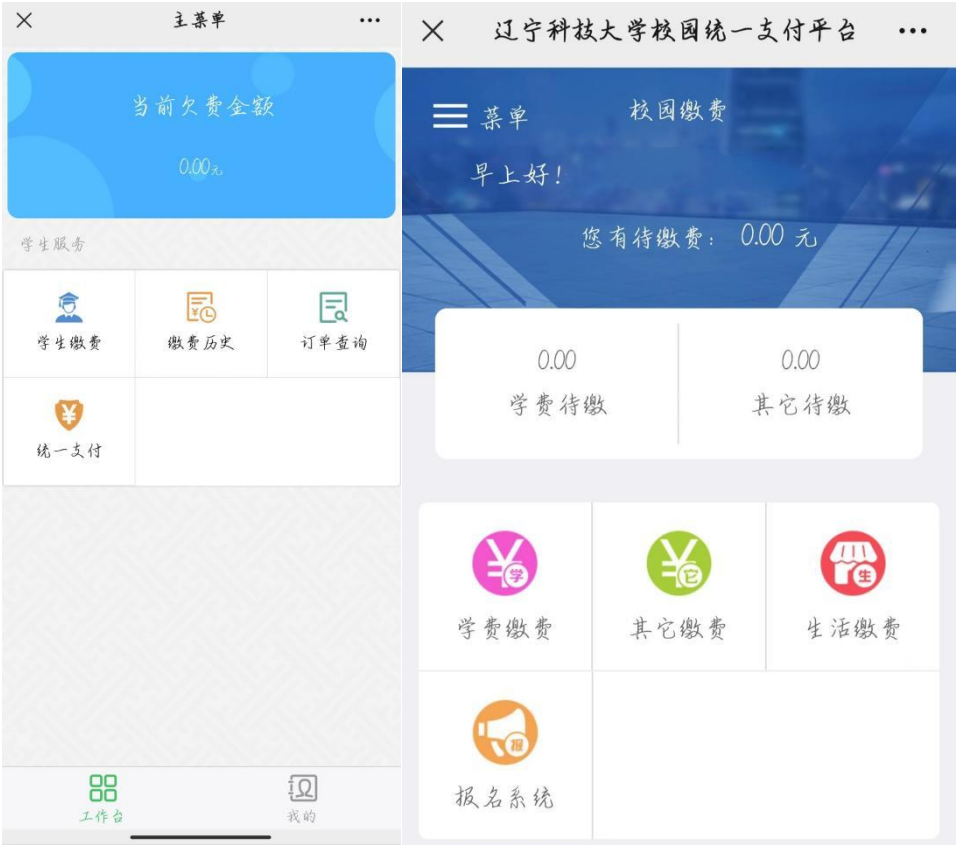 主菜单
当前欠费金额
0.00元
学生服务
学生缴费
缴费历史
订单查询
统一支付
工作台
我的
辽宁科技大学校园统一支付平台
菜单
校园缴费
早上好!
您有待缴费: 0.00 元
0.00
学费待缴
0.00
其它待缴
学
学费缴费
它
其它缴费
生
生活缴费
报
报名系统